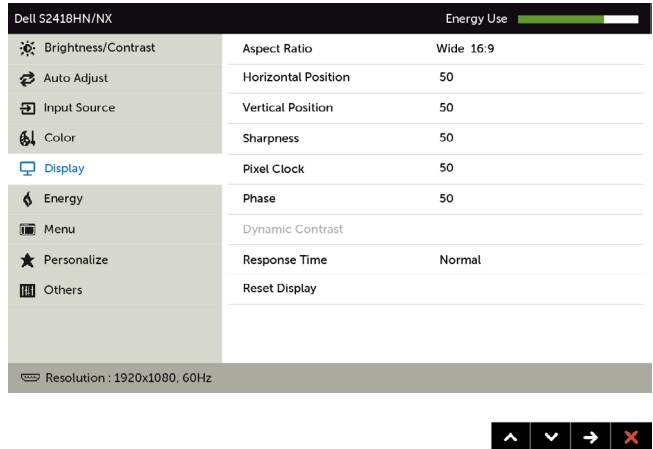 Dell S2418HN/NX Energy Use
Brightness/Contrast
Auto Adjust
Input Source
Color
Display
Energy
Menu
Personalize
Others
Aspect Ratio Wide 16:9
Horizontal Position 50
Vertical Position 50
Sharpness 50
Pixel Clock 50
Phase 50
Dynamic Contrast
Response Time Normal
Reset Display
Resolution : 1920x1080, 60Hz